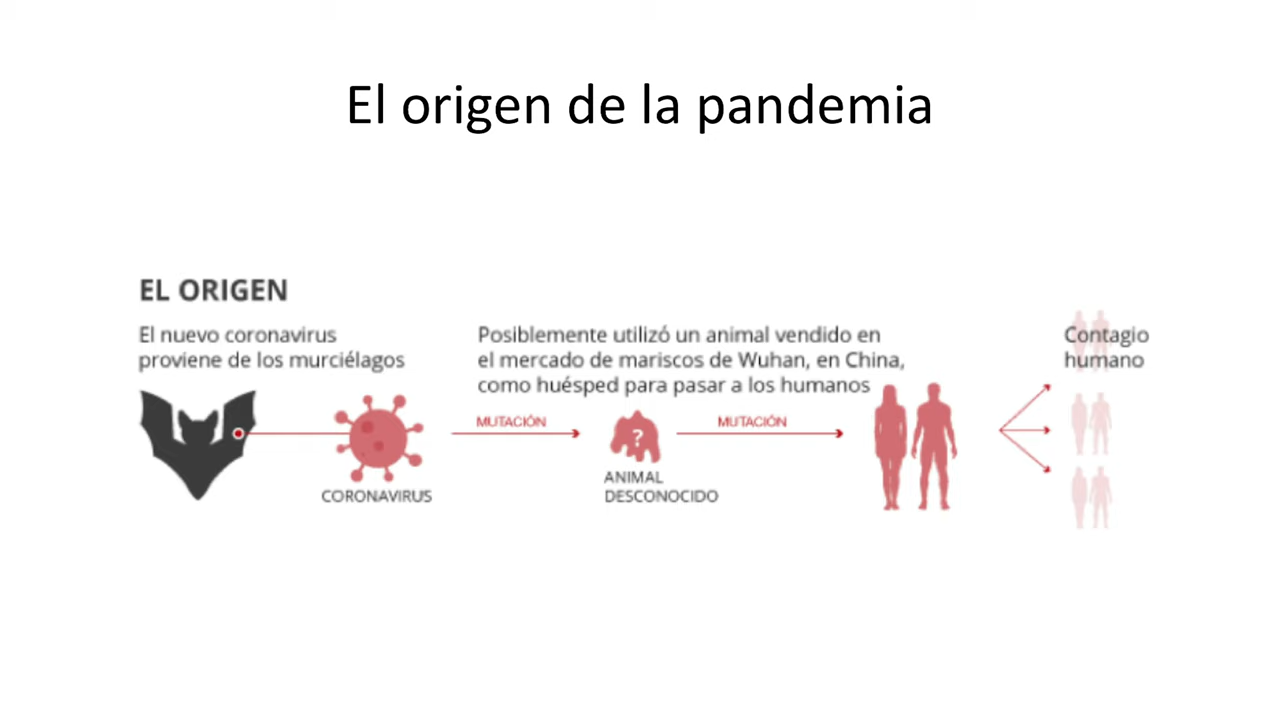 El origen de la pandemia
EL ORIGEN
El nuevo coronavirus
proviene de los murciélagos
Posiblemente utilizó un animal vendido en
el mercado de mariscos de Wuhan, en China,
como huésped para pasar a los humanos
Contagio
humano
MUTACIÓN
MUTACIÓN
?
CORONAVIRUS
ANIMAL
DESCONOCIDO